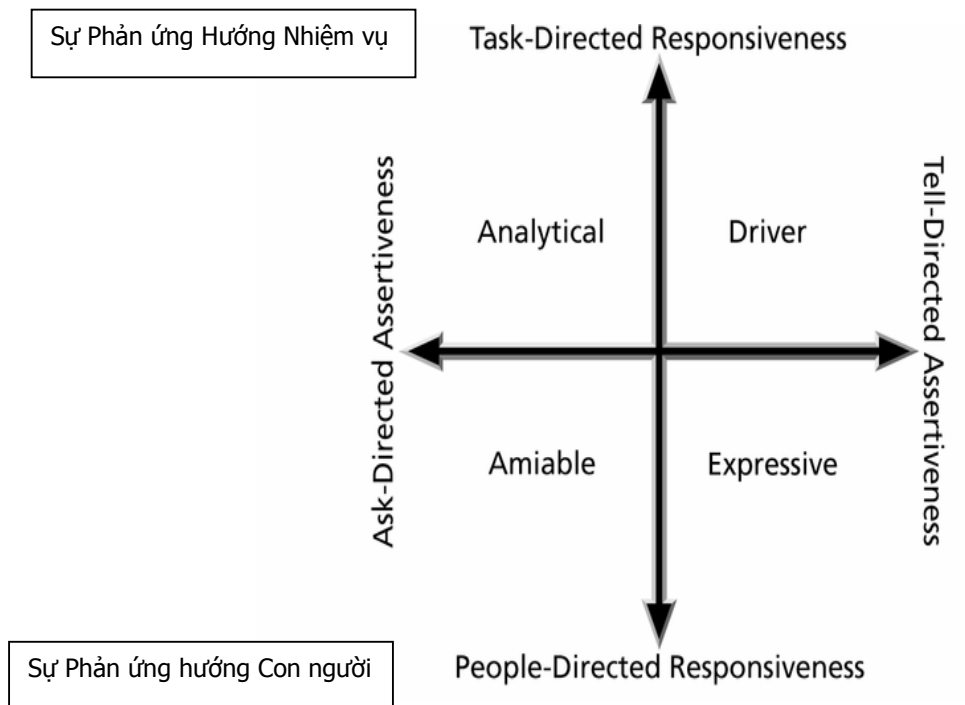 Sự Phản ứng Hướng Nhiệm vụ
Task-Directed Responsiveness
Ask-Directed Assertiveness
Tell-Directed Assertiveness
Analytical
Driver
Amiable
Expressive
Sự Phản ứng hướng Con người
People-Directed Responsiveness